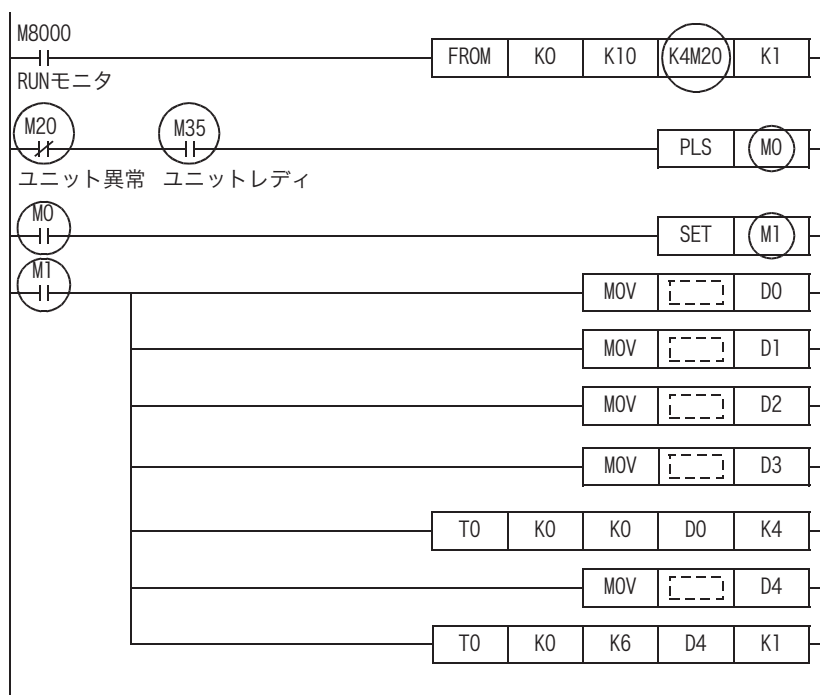 M8000
FROM K0 K10 K4M20 K1
RUNモニタ
M20 M35
PLS M0
ユニット異常 ユニットレディ
M0
SET M1
M1
MOV D0
MOV D1
MOV D2
MOV D3
TO K0 K0 D0 K4
MOV D4
TO K0 K6 D4 K1